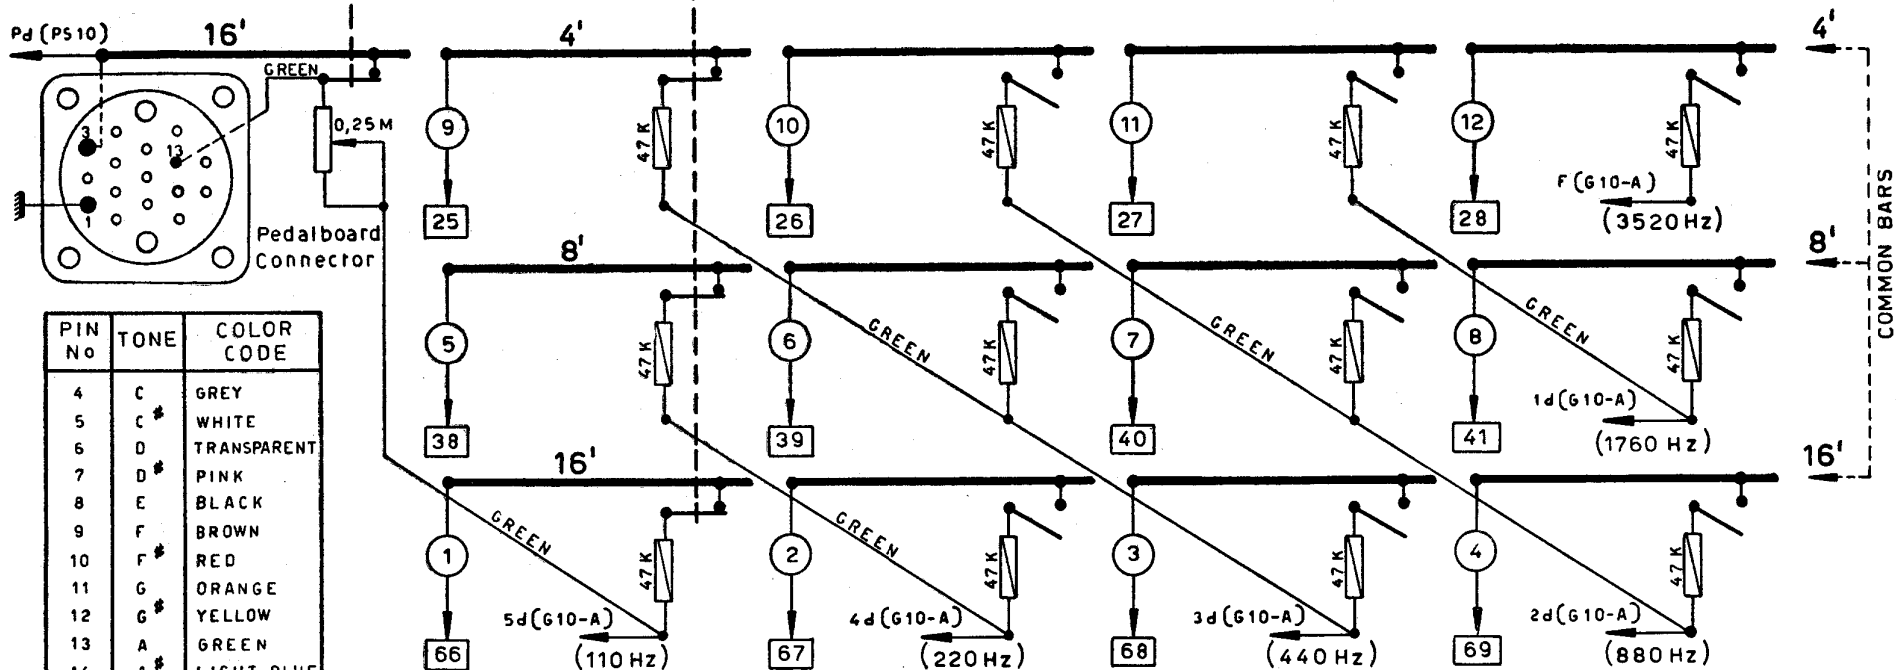 Pd (PS10)
16'
4'
4'
GREEN
0,25 M
3
13
1
Pedalboard
Connector
9
47 K
25
10
47 K
26
11
47 K
27
12
47 K
28
F (G10-A)
(3520 Hz)
8'
8'
5
47 K
38
6
GREEN
47 K
39
7
GREEN
47 K
40
8
GREEN
47 K
41
1d (G10-A)
(1760 Hz)
16'
16'
1
GREEN
47 K
66
5d (G10-A)
(110 Hz)
2
GREEN
47 K
67
4d (G10-A)
(220 Hz)
3
47 K
68
3d (G10-A)
(440 Hz)
4
47 K
69
2d (G10-A)
(880 Hz)
COMMON BARS
PIN No TONE COLOR CODE
4 C GREY
5 C# WHITE
6 D TRANSPARENT
7 D# PINK
8 E BLACK
9 F BROWN
10 F# RED
11 G ORANGE
12 G# YELLOW
13 A GREEN